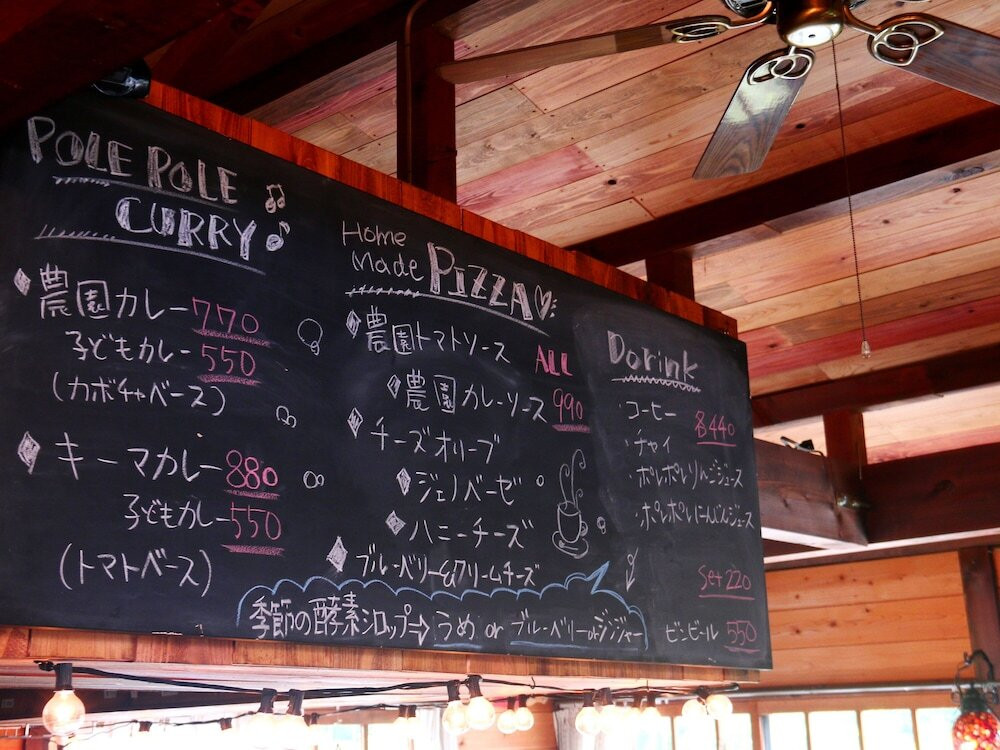 POLE POLE
CURRY
農園カレー 770
子どもカレー 550
(カボチャベース)
キーマカレー 880
子どもカレー 550
(トマトベース)
Home
Made PIZZA
農園トマトソース ALL
農園カレーソース 990
チーズオリーブ
ジェノベーゼ
ハニーチーズ
ブルーベリー&クリームチーズ
Dorink
・コーヒー 各440
・チャイ
・ポレポレりんごジュース
・ポレポレにんじんジュース
set 220
季節の酵素シロップ⇨うめ or ブルーベリー or ジンジャー
ビンビール 550